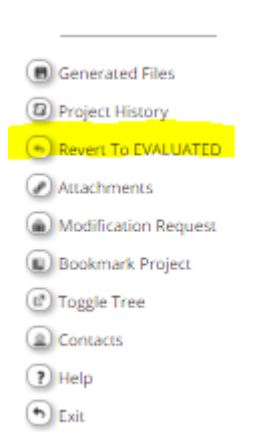 Generated Files
Project History
Revert To EVALUATED
Attachments
Modification Request
Bookmark Project
Toggle Tree
Contacts
Help
Exit